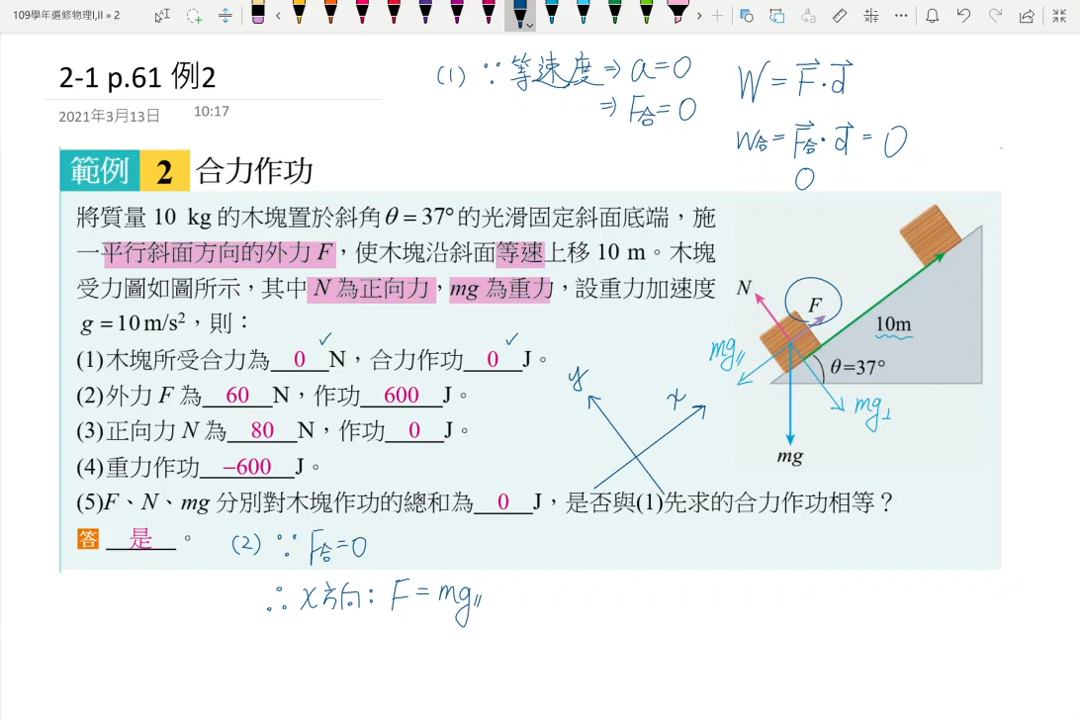 109學年選修物理I,II » 2
2-1 p.61 例2
2021年3月13日 10:17
(1) ∵等速度⇒ a=0
⇒ F合=0
W = F⃗·d⃗
W合 = F⃗合·d⃗ = 0
0
範例 2 合力作功
將質量 10 kg 的木塊置於斜角 θ = 37° 的光滑固定斜面底端，施
一平行斜面方向的外力 F，使木塊沿斜面等速上移 10 m。木塊
受力圖如圖所示，其中 N 為正向力，mg 為重力，設重力加速度
g = 10 m/s²，則：
(1)木塊所受合力為 0 N，合力作功 0 J。
(2)外力 F 為 60 N，作功 600 J。
(3)正向力 N 為 80 N，作功 0 J。
(4)重力作功 −600 J。
(5)F、N、mg 分別對木塊作功的總和為 0 J，是否與(1)先求的合力作功相等？
答 是 。
N
F
10m
θ=37°
mg∥
mg⊥
mg
y
x
(2) ∵ F合=0
∴ x方向: F = mg∥